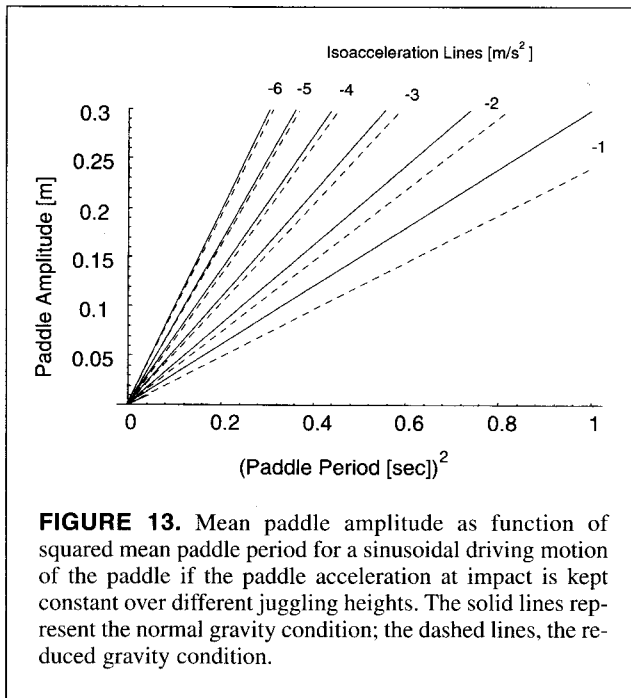 Isoacceleration Lines [m/s²]
-6 -5 -4 -3 -2 -1
0.3
0.25
0.2
0.15
0.1
0.05
Paddle Amplitude [m]
0 0.2 0.4 0.6 0.8 1
(Paddle Period [sec])²
FIGURE 13. Mean paddle amplitude as function of
squared mean paddle period for a sinusoidal driving motion
of the paddle if the paddle acceleration at impact is kept
constant over different juggling heights. The solid lines rep-
resent the normal gravity condition; the dashed lines, the re-
duced gravity condition.